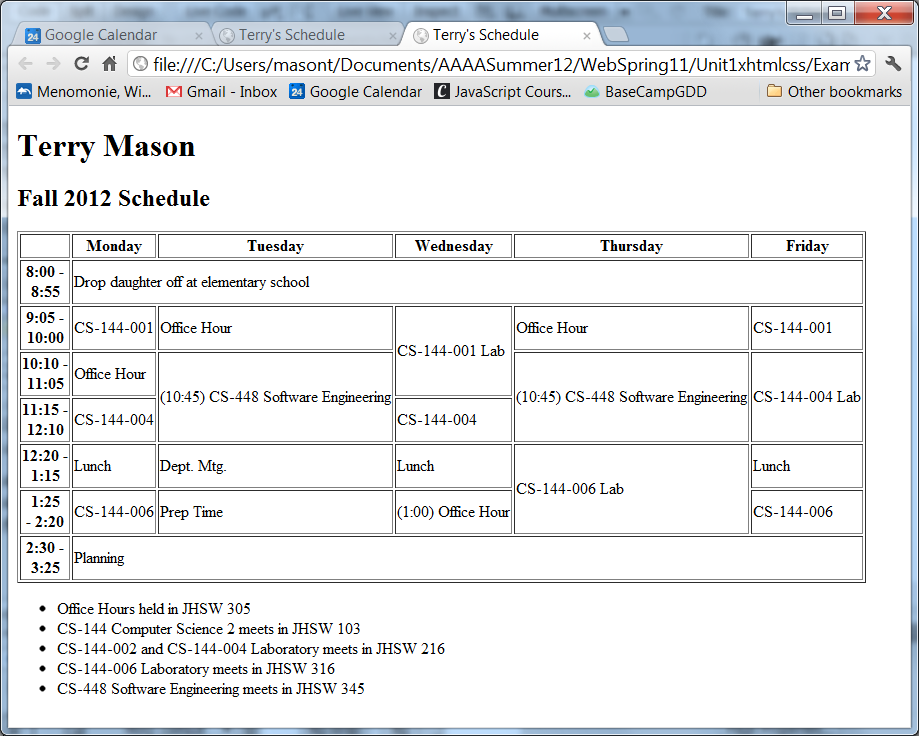 Google Calendar
Terry's Schedule
Terry's Schedule
file:///C:/Users/masont/Documents/AAAASummer12/WebSpring11/Unit1xhtmlcss/Exam
Menomonie, Wi...
Gmail - Inbox
Google Calendar
JavaScript Cours...
BaseCampGDD
Other bookmarks
Terry Mason
Fall 2012 Schedule
Monday Tuesday Wednesday Thursday Friday
8:00 -
8:55
Drop daughter off at elementary school
9:05 -
10:00
CS-144-001
Office Hour
CS-144-001 Lab
Office Hour
CS-144-001
10:10 -
11:05
Office Hour
(10:45) CS-448 Software Engineering
(10:45) CS-448 Software Engineering
CS-144-004 Lab
11:15 -
12:10
CS-144-004
CS-144-004
12:20 -
1:15
Lunch
Dept. Mtg.
Lunch
CS-144-006 Lab
Lunch
1:25
- 2:20
CS-144-006
Prep Time
(1:00) Office Hour
CS-144-006
2:30 -
3:25
Planning
Office Hours held in JHSW 305
CS-144 Computer Science 2 meets in JHSW 103
CS-144-002 and CS-144-004 Laboratory meets in JHSW 216
CS-144-006 Laboratory meets in JHSW 316
CS-448 Software Engineering meets in JHSW 345